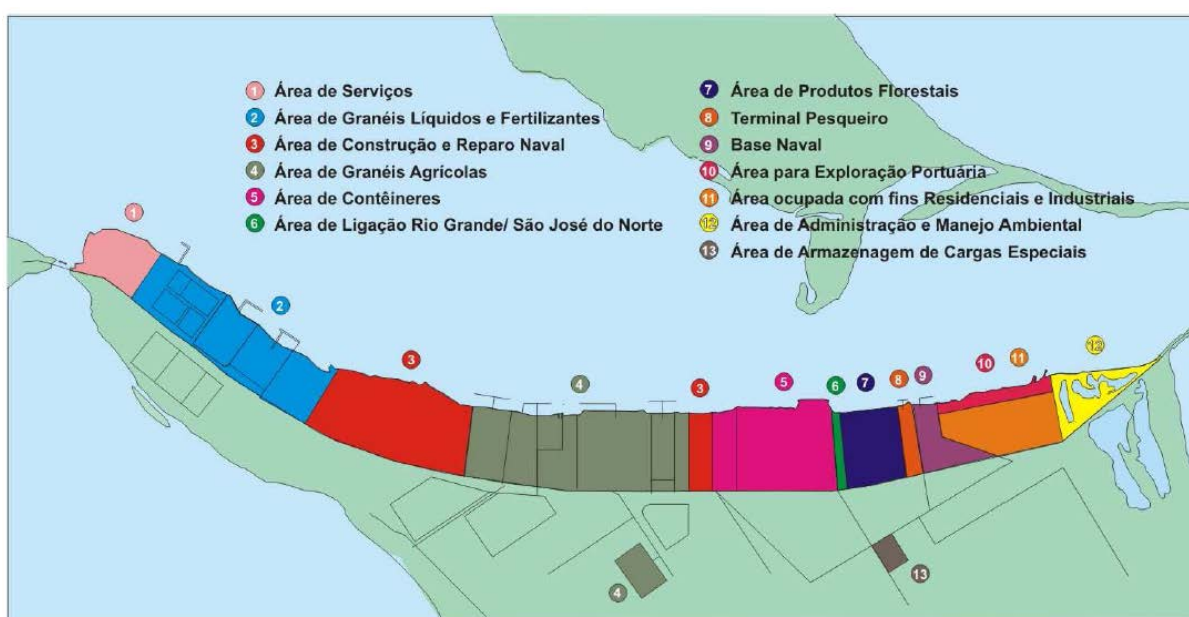 1 Área de Serviços
2 Área de Granéis Líquidos e Fertilizantes
3 Área de Construção e Reparo Naval
4 Área de Granéis Agrícolas
5 Área de Contêineres
6 Área de Ligação Rio Grande/ São José do Norte
7 Área de Produtos Florestais
8 Terminal Pesqueiro
9 Base Naval
10 Área para Exploração Portuária
11 Área ocupada com fins Residenciais e Industriais
12 Área de Administração e Manejo Ambiental
13 Área de Armazenagem de Cargas Especiais
1
2
3
4
3
5
6
7
8
9
10
11
12
4
13